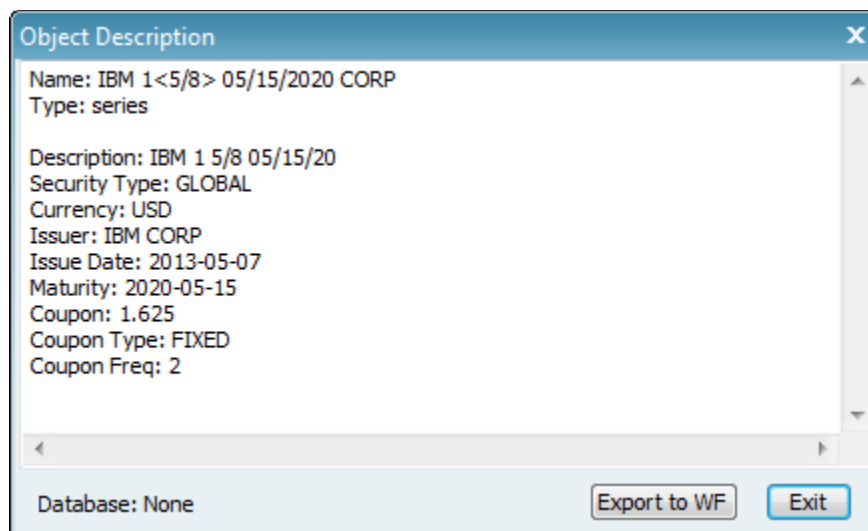 Object Description
x
Name: IBM 1<5/8> 05/15/2020 CORP
Type: series
Description: IBM 1 5/8 05/15/20
Security Type: GLOBAL
Currency: USD
Issuer: IBM CORP
Issue Date: 2013-05-07
Maturity: 2020-05-15
Coupon: 1.625
Coupon Type: FIXED
Coupon Freq: 2
Database: None
Export to WF
Exit